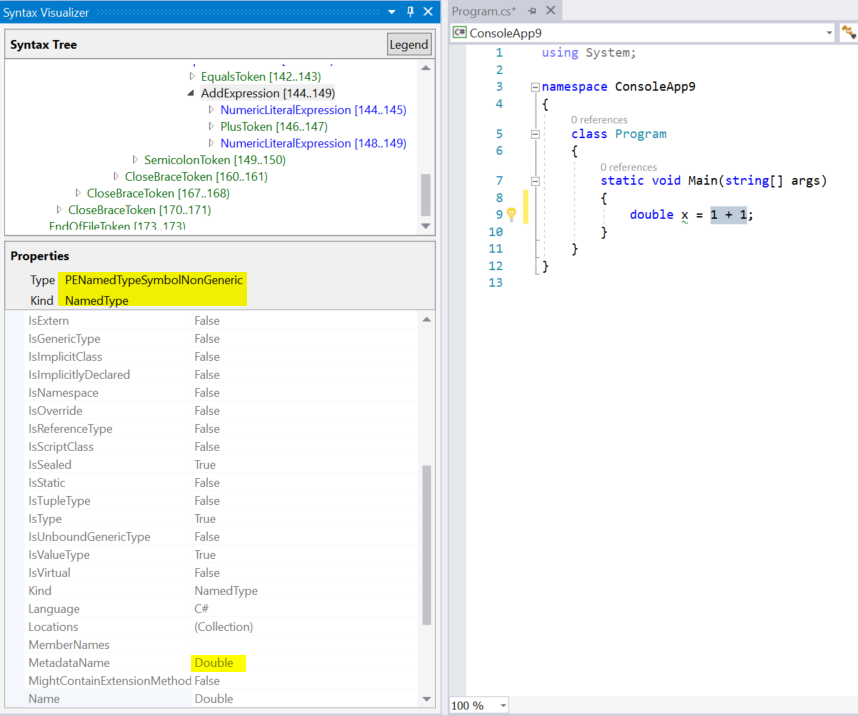 Syntax Visualizer
Syntax Tree
Legend
EqualsToken [142..143)
AddExpression [144..149)
NumericLiteralExpression [144..145)
PlusToken [146..147)
NumericLiteralExpression [148..149)
SemicolonToken [149..150)
CloseBraceToken [160..161)
CloseBraceToken [167..168)
CloseBraceToken [170..171)
EndOfFileToken [173..173)
Properties
Type PENamedTypeSymbolNonGeneric
Kind NamedType
IsExtern False
IsGenericType False
IsImplicitClass False
IsImplicitlyDeclared False
IsNamespace False
IsOverride False
IsReferenceType False
IsScriptClass False
IsSealed True
IsStatic False
IsTupleType False
IsType True
IsUnboundGenericType False
IsValueType True
IsVirtual False
Kind NamedType
Language C#
Locations (Collection)
MemberNames
MetadataName Double
MightContainExtensionMethod False
Name Double
Program.cs*
C# ConsoleApp9
1 using System;
2
3 namespace ConsoleApp9
4 {
0 references
5 class Program
6 {
0 references
7 static void Main(string[] args)
8 {
9 double x = 1 + 1;
10 }
11 }
12 }
13
100 %